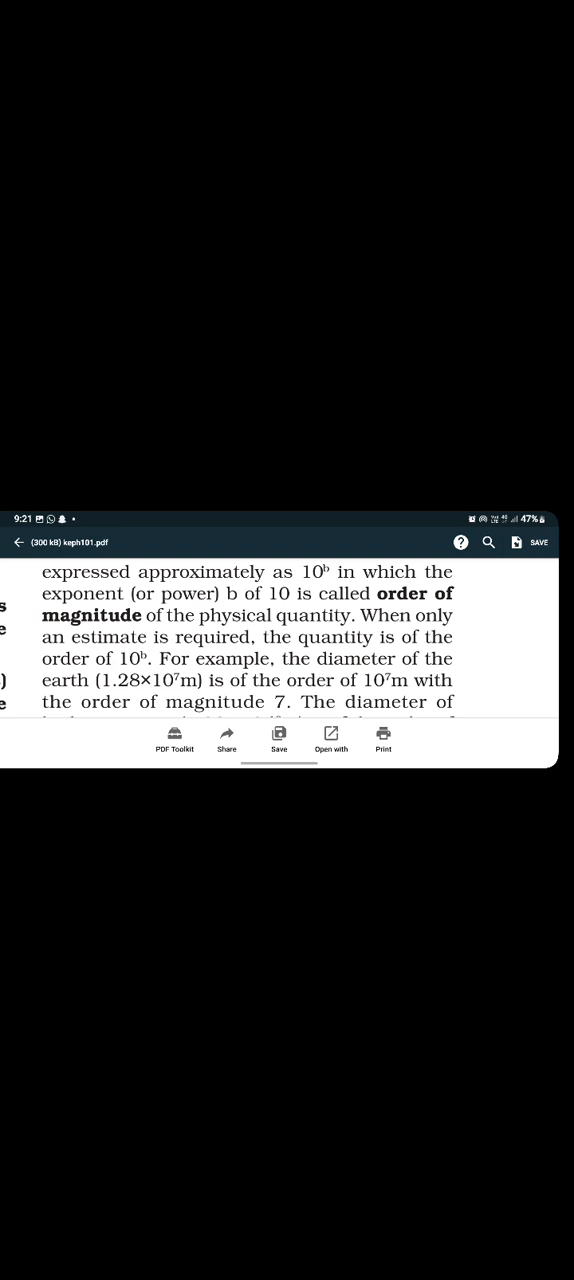 9:21
47%
(300 kB) keph101.pdf
SAVE
expressed approximately as 10ᵇ in which the
s
exponent (or power) b of 10 is called order of
e
magnitude of the physical quantity. When only
an estimate is required, the quantity is of the
order of 10ᵇ. For example, the diameter of the
)
earth (1.28×10⁷m) is of the order of 10⁷m with
e
the order of magnitude 7. The diameter of
PDF Toolkit
Share
Save
Open with
Print